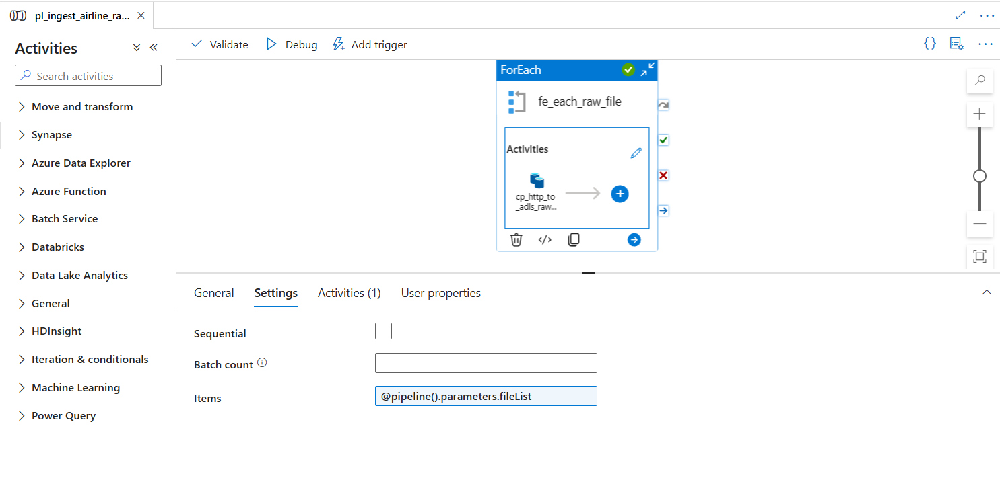 pl_ingest_airline_ra...
Activities
Search activities
Move and transform
Synapse
Azure Data Explorer
Azure Function
Batch Service
Databricks
Data Lake Analytics
General
HDInsight
Iteration & conditionals
Machine Learning
Power Query
Validate
Debug
Add trigger
ForEach
fe_each_raw_file
Activities
cp_http_to
_adls_raw...
General
Settings
Activities (1)
User properties
Sequential
Batch count
Items
@pipeline().parameters.fileList